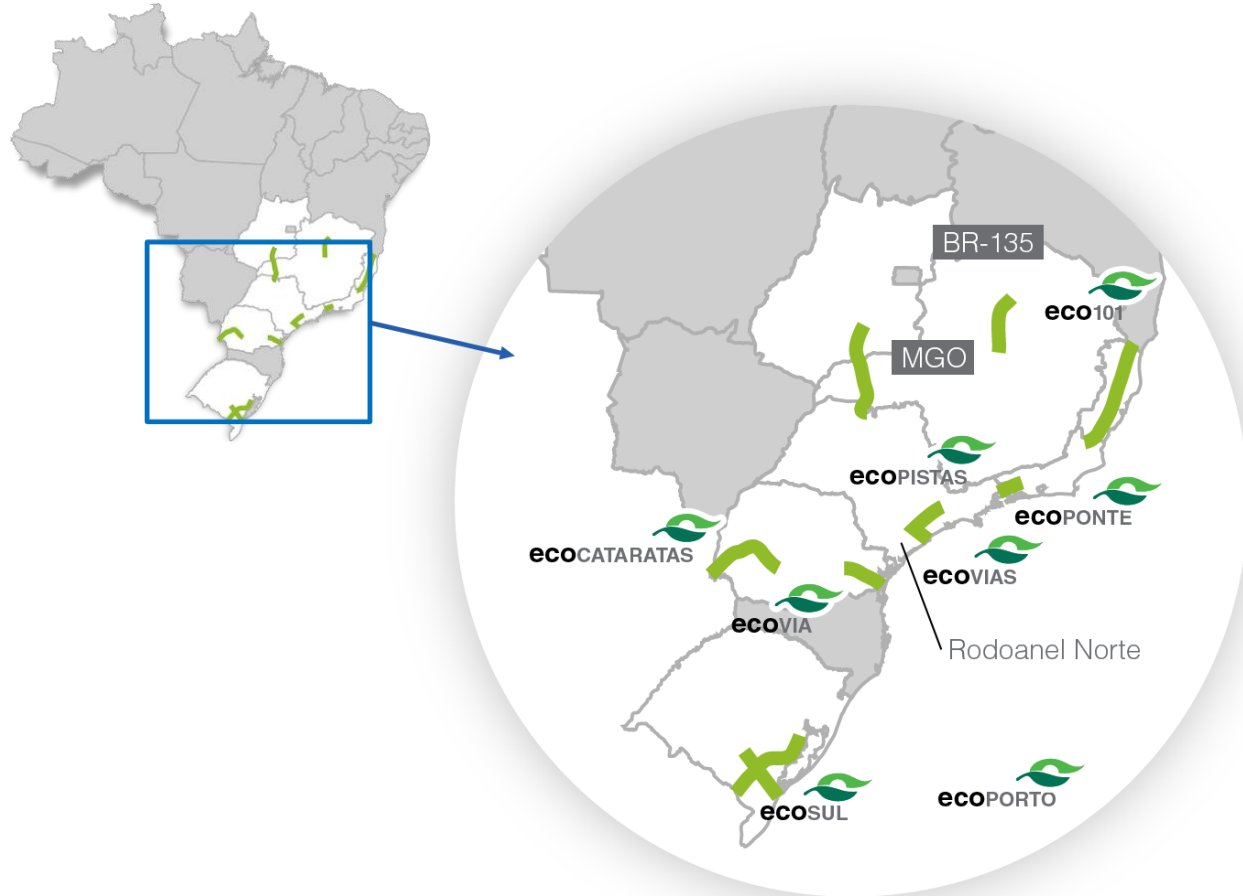 BR-135
eco101
MGO
ecoPISTAS
ecoPONTE
ecoCATARATAS
ecoVIAS
ecoVIA
Rodoanel Norte
ecoSUL
ecoPORTO